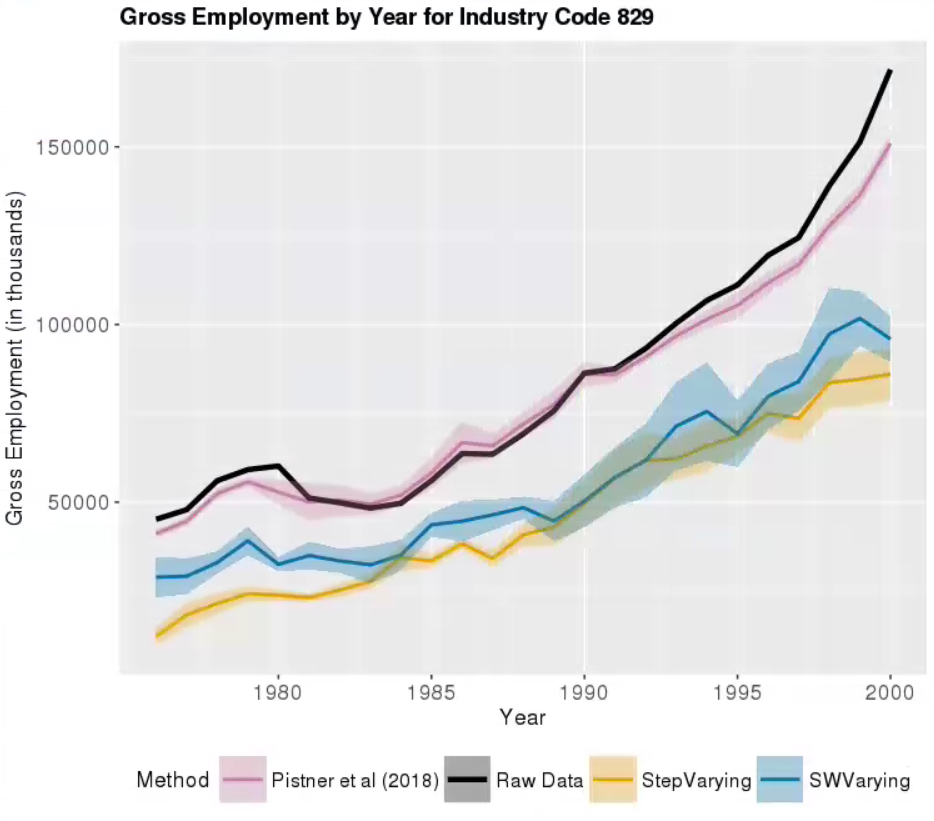 Gross Employment by Year for Industry Code 829
Gross Employment (in thousands)
150000
100000
50000
1980 1985 1990 1995 2000
Year
Method Pistner et al (2018) Raw Data StepVarying SWVarying